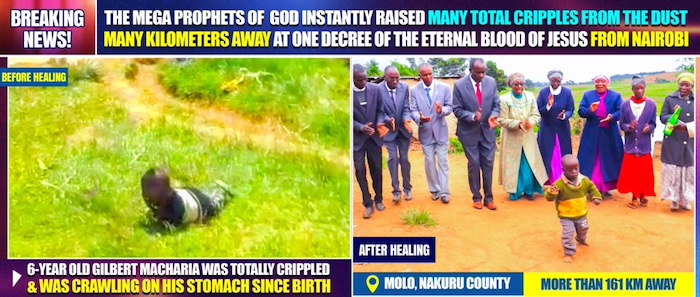 BREAKING
NEWS!
THE MEGA PROPHETS OF GOD INSTANTLY RAISED MANY TOTAL CRIPPLES FROM THE DUST
MANY KILOMETERS AWAY AT ONE DECREE OF THE ETERNAL BLOOD OF JESUS FROM NAIROBI
BEFORE HEALING
6-YEAR OLD GILBERT MACHARIA WAS TOTALLY CRIPPLED
& WAS CRAWLING ON HIS STOMACH SINCE BIRTH
AFTER HEALING
MOLO, NAKURU COUNTY
MORE THAN 161 KM AWAY